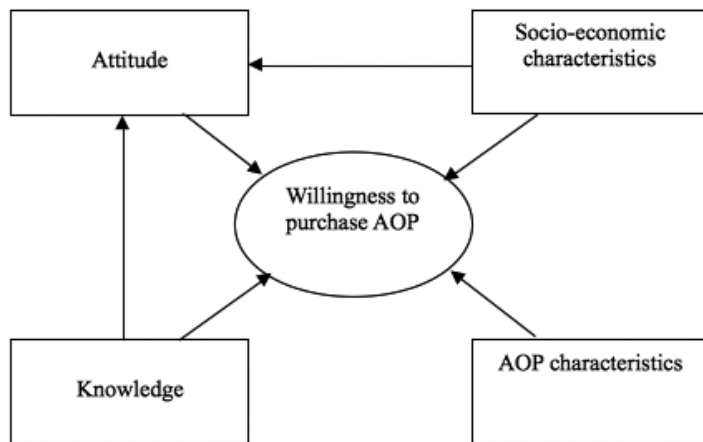 Attitude
Socio-economic
characteristics
Willingness to
purchase AOP
Knowledge
AOP characteristics